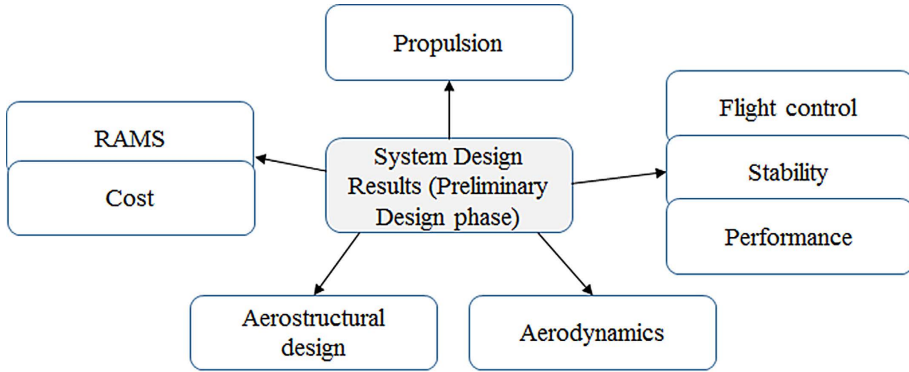 Propulsion
RAMS
Cost
System Design
Results (Preliminary
Design phase)
Flight control
Stability
Performance
Aerostructural
design
Aerodynamics